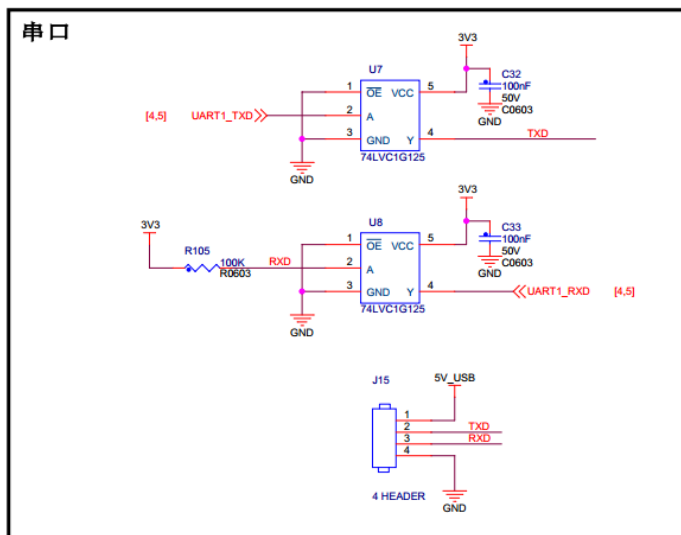 串口
3V3
U7
C32
100nF
50V
C0603
GND
1 OE VCC 5
[4,5] UART1_TXD 2 A
3 GND Y 4 TXD
74LVC1G125
GND
3V3
U8
C33
100nF
50V
C0603
GND
3V3
R105
100K
R0603
RXD
1 OE VCC 5
2 A
3 GND Y 4 UART1_RXD [4,5]
74LVC1G125
GND
J15
5V_USB
1
2 TXD
3 RXD
4
4 HEADER
GND